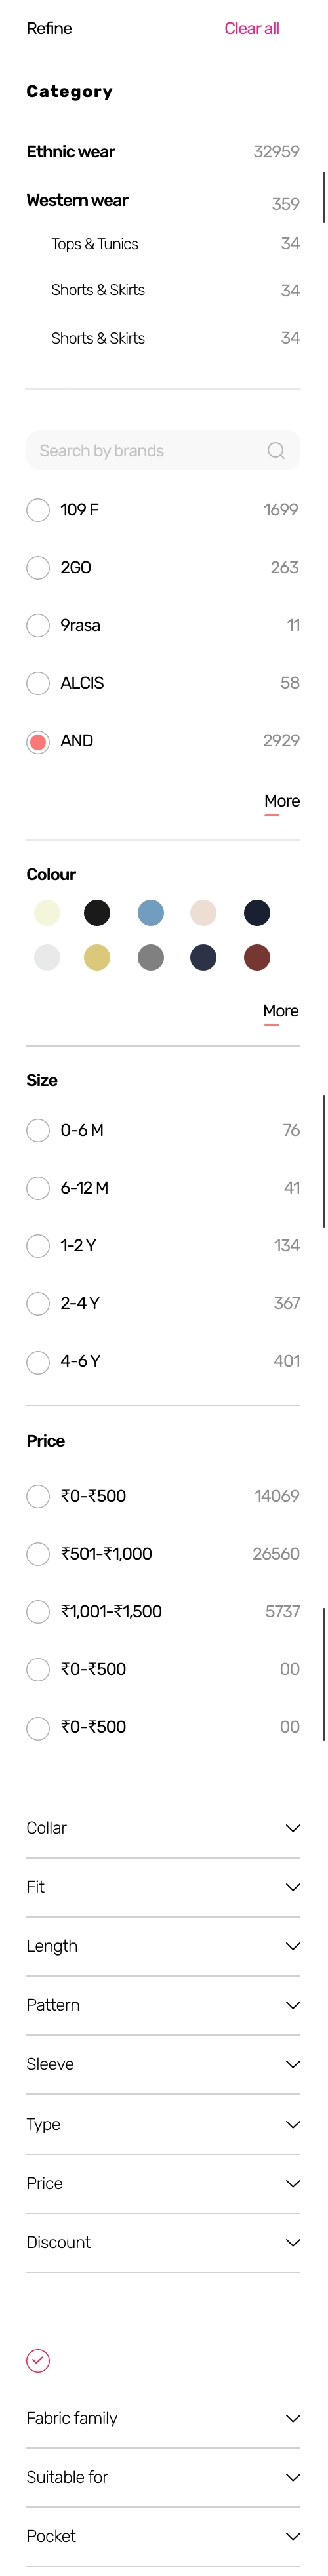 Refine Clear all
Category
Ethnic wear 32959
Western wear 359
Tops & Tunics 34
Shorts & Skirts 34
Shorts & Skirts 34
Search by brands
109 F 1699
2GO 263
9rasa 11
ALCIS 58
AND 2929
More
Colour
More
Size
0-6 M 76
6-12 M 41
1-2 Y 134
2-4 Y 367
4-6 Y 401
Price
₹0-₹500 14069
₹501-₹1,000 26560
₹1,001-₹1,500 5737
₹0-₹500 00
₹0-₹500 00
Collar
Fit
Length
Pattern
Sleeve
Type
Price
Discount
Fabric family
Suitable for
Pocket